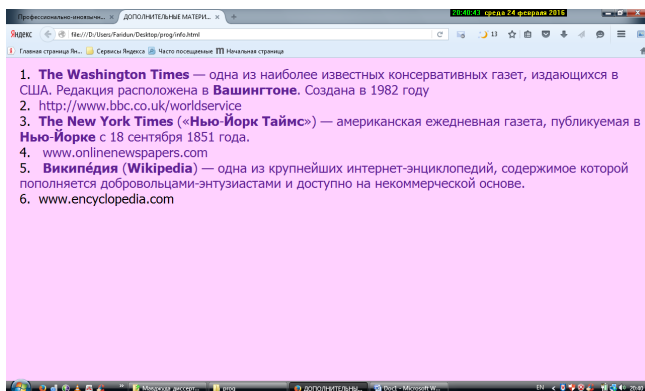 Профессионально-иноязычн... × ДОПОЛНИТЕЛЬНЫЕ МАТЕРИ... × +
20:40:43 среда 24 февраля 2016
Яндекс file:///D:/Users/Faridun/Desktop/prog/info.html 13
Главная страница Ян... Сервисы Яндекса Часто посещаемые Начальная страница
1. The Washington Times — одна из наиболее известных консервативных газет, издающихся в
США. Редакция расположена в Вашингтоне. Создана в 1982 году
2. http://www.bbc.co.uk/worldservice
3. The New York Times («Нью-Йорк Таймс») — американская ежедневная газета, публикуемая в
Нью-Йорке с 18 сентября 1851 года.
4. www.onlinenewspapers.com
5. Википе́дия (Wikipedia) — одна из крупнейших интернет-энциклопедий, содержимое которой
пополняется добровольцами-энтузиастами и доступно на некоммерческой основе.
6. www.encyclopedia.com
Мавджуда диссерт... prog ДОПОЛНИТЕЛЬНЫ... Doc1 - Microsoft W... EN 20:40